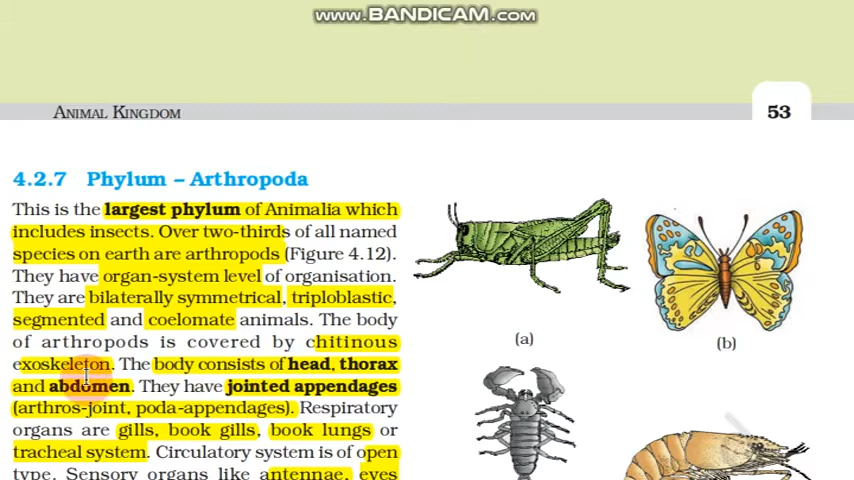 www.BANDICAM.com
ANIMAL KINGDOM
53
4.2.7 Phylum – Arthropoda
This is the largest phylum of Animalia which
includes insects. Over two-thirds of all named
species on earth are arthropods (Figure 4.12).
They have organ-system level of organisation.
They are bilaterally symmetrical, triploblastic,
segmented and coelomate animals. The body
of arthropods is covered by chitinous
exoskeleton. The body consists of head, thorax
and abdomen. They have jointed appendages
(arthros-joint, poda-appendages). Respiratory
organs are gills, book gills, book lungs or
tracheal system. Circulatory system is of open
type. Sensory organs like antennae, eyes
(a)
(b)